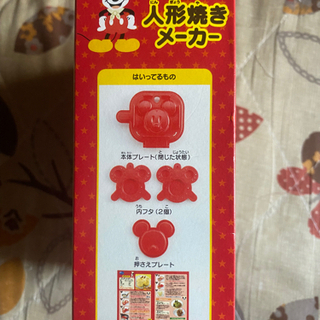 人形焼き
メーカー
はいってるもの
本体プレート(閉じた状態)
内フタ(2個)
押さえプレート